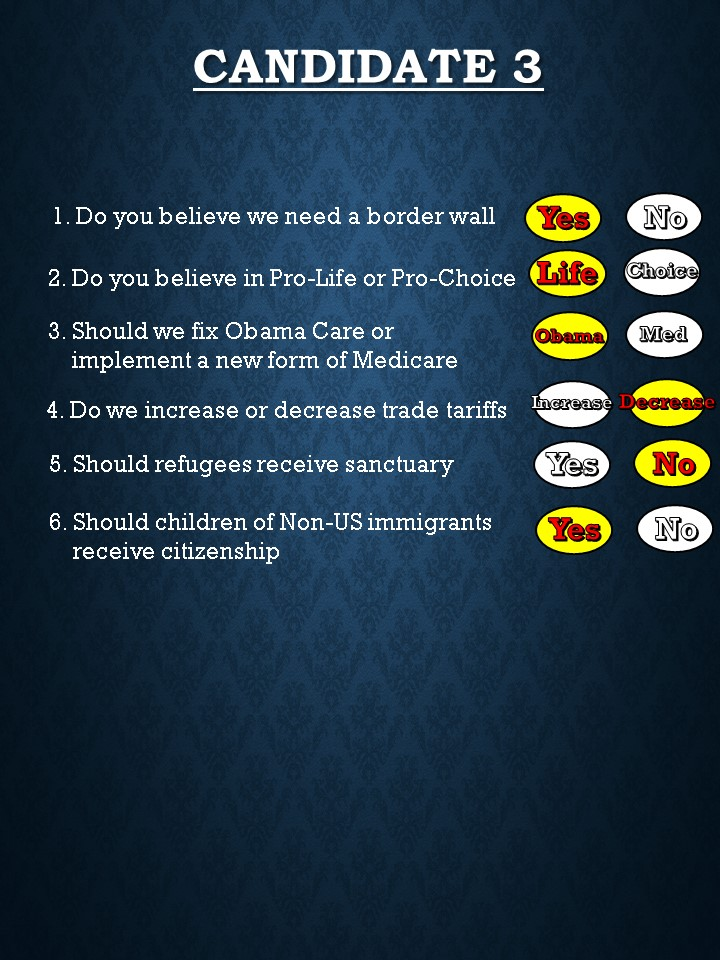 CANDIDATE 3
1. Do you believe we need a border wall Yes No
2. Do you believe in Pro-Life or Pro-Choice Life Choice
3. Should we fix Obama Care or
implement a new form of Medicare Obama Med
4. Do we increase or decrease trade tariffs Increase Decrease
5. Should refugees receive sanctuary Yes No
6. Should children of Non-US immigrants
receive citizenship Yes No